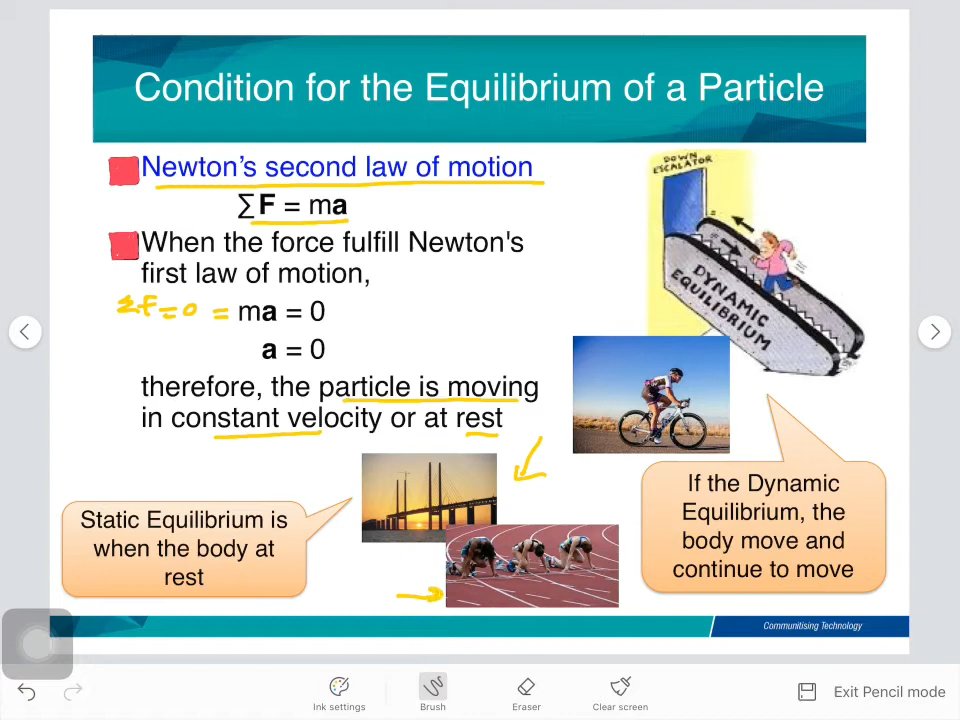 Condition for the Equilibrium of a Particle
Newton's second law of motion
∑F = ma
When the force fulfill Newton's
first law of motion,
ΣF = 0 = ma = 0
a = 0
therefore, the particle is moving
in constant velocity or at rest
DOWN
ESCALATOR
DYNAMIC
EQUILIBRIUM
Static Equilibrium is
when the body at
rest
If the Dynamic
Equilibrium, the
body move and
continue to move
Communitising Technology
Ink settings
Brush
Eraser
Clear screen
Exit Pencil mode